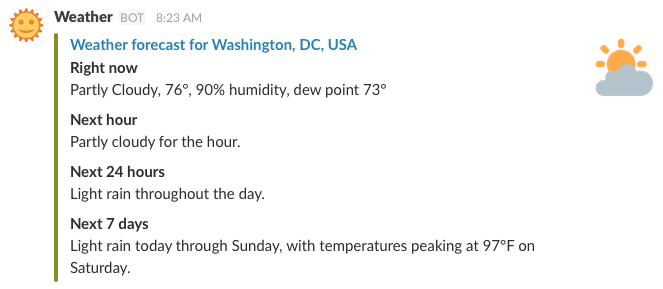 Weather BOT 8:23 AM
Weather forecast for Washington, DC, USA
Right now
Partly Cloudy, 76°, 90% humidity, dew point 73°
Next hour
Partly cloudy for the hour.
Next 24 hours
Light rain throughout the day.
Next 7 days
Light rain today through Sunday, with temperatures peaking at 97°F on
Saturday.